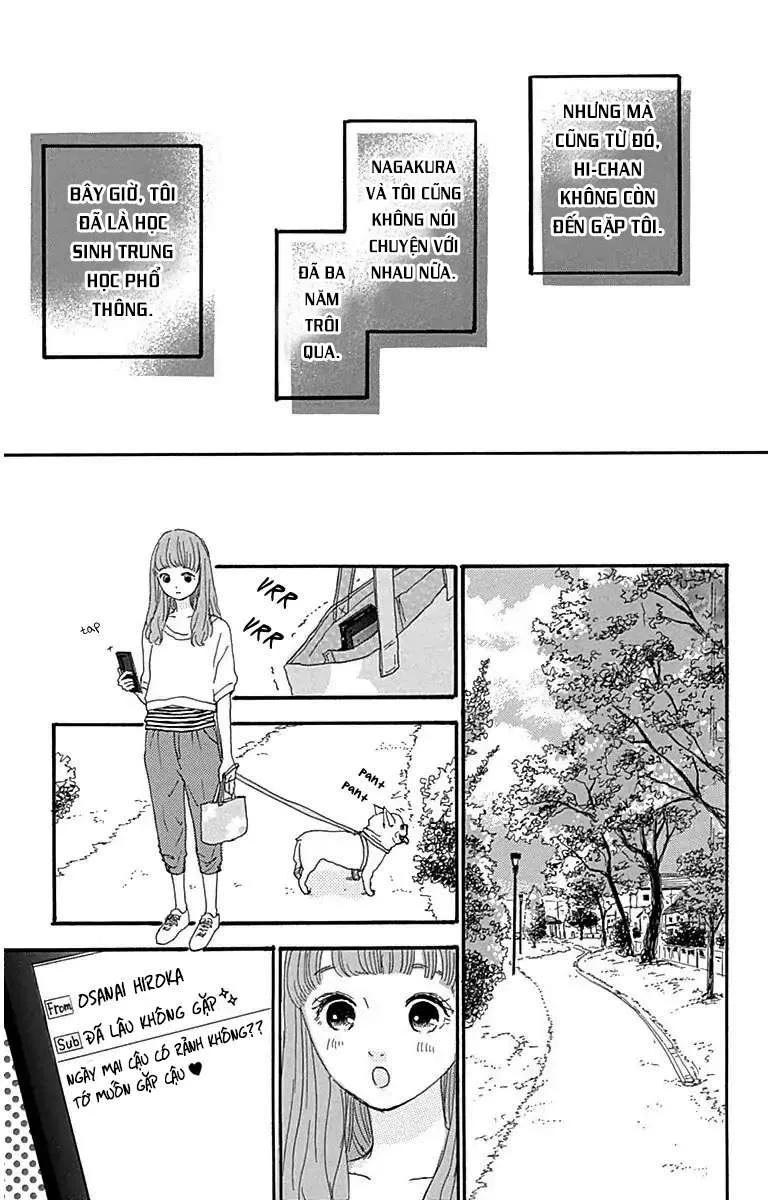 NHƯNG MÀ
CŨNG TỪ ĐÓ,
HI-CHAN
KHÔNG CÒN
ĐẾN GẶP TÔI.
NAGAKURA
VÀ TÔI CŨNG
KHÔNG NÓI
CHUYỆN VỚI
NHAU NỮA.
ĐÃ BA
NĂM
TRÔI
QUA.
BÂY GIỜ, TÔI
ĐÃ LÀ HỌC
SINH TRUNG
HỌC PHỔ
THÔNG.
VRR
VRR
tap
pant
pant
From OSANAI HIROKA
Sub ĐÃ LÂU KHÔNG GẶP
NGÀY MAI CẬU CÓ RẢNH KHÔNG??
TỚ MUỐN GẶP CẬU ♥